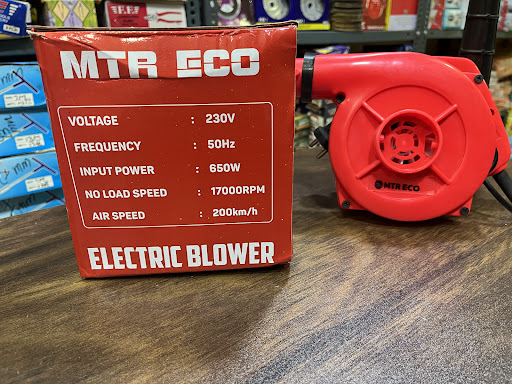 MTR ECO
VOLTAGE : 230V
FREQUENCY : 50Hz
INPUT POWER : 650W
NO LOAD SPEED : 17000RPM
AIR SPEED : 200km/h
ELECTRIC BLOWER
MTR ECO